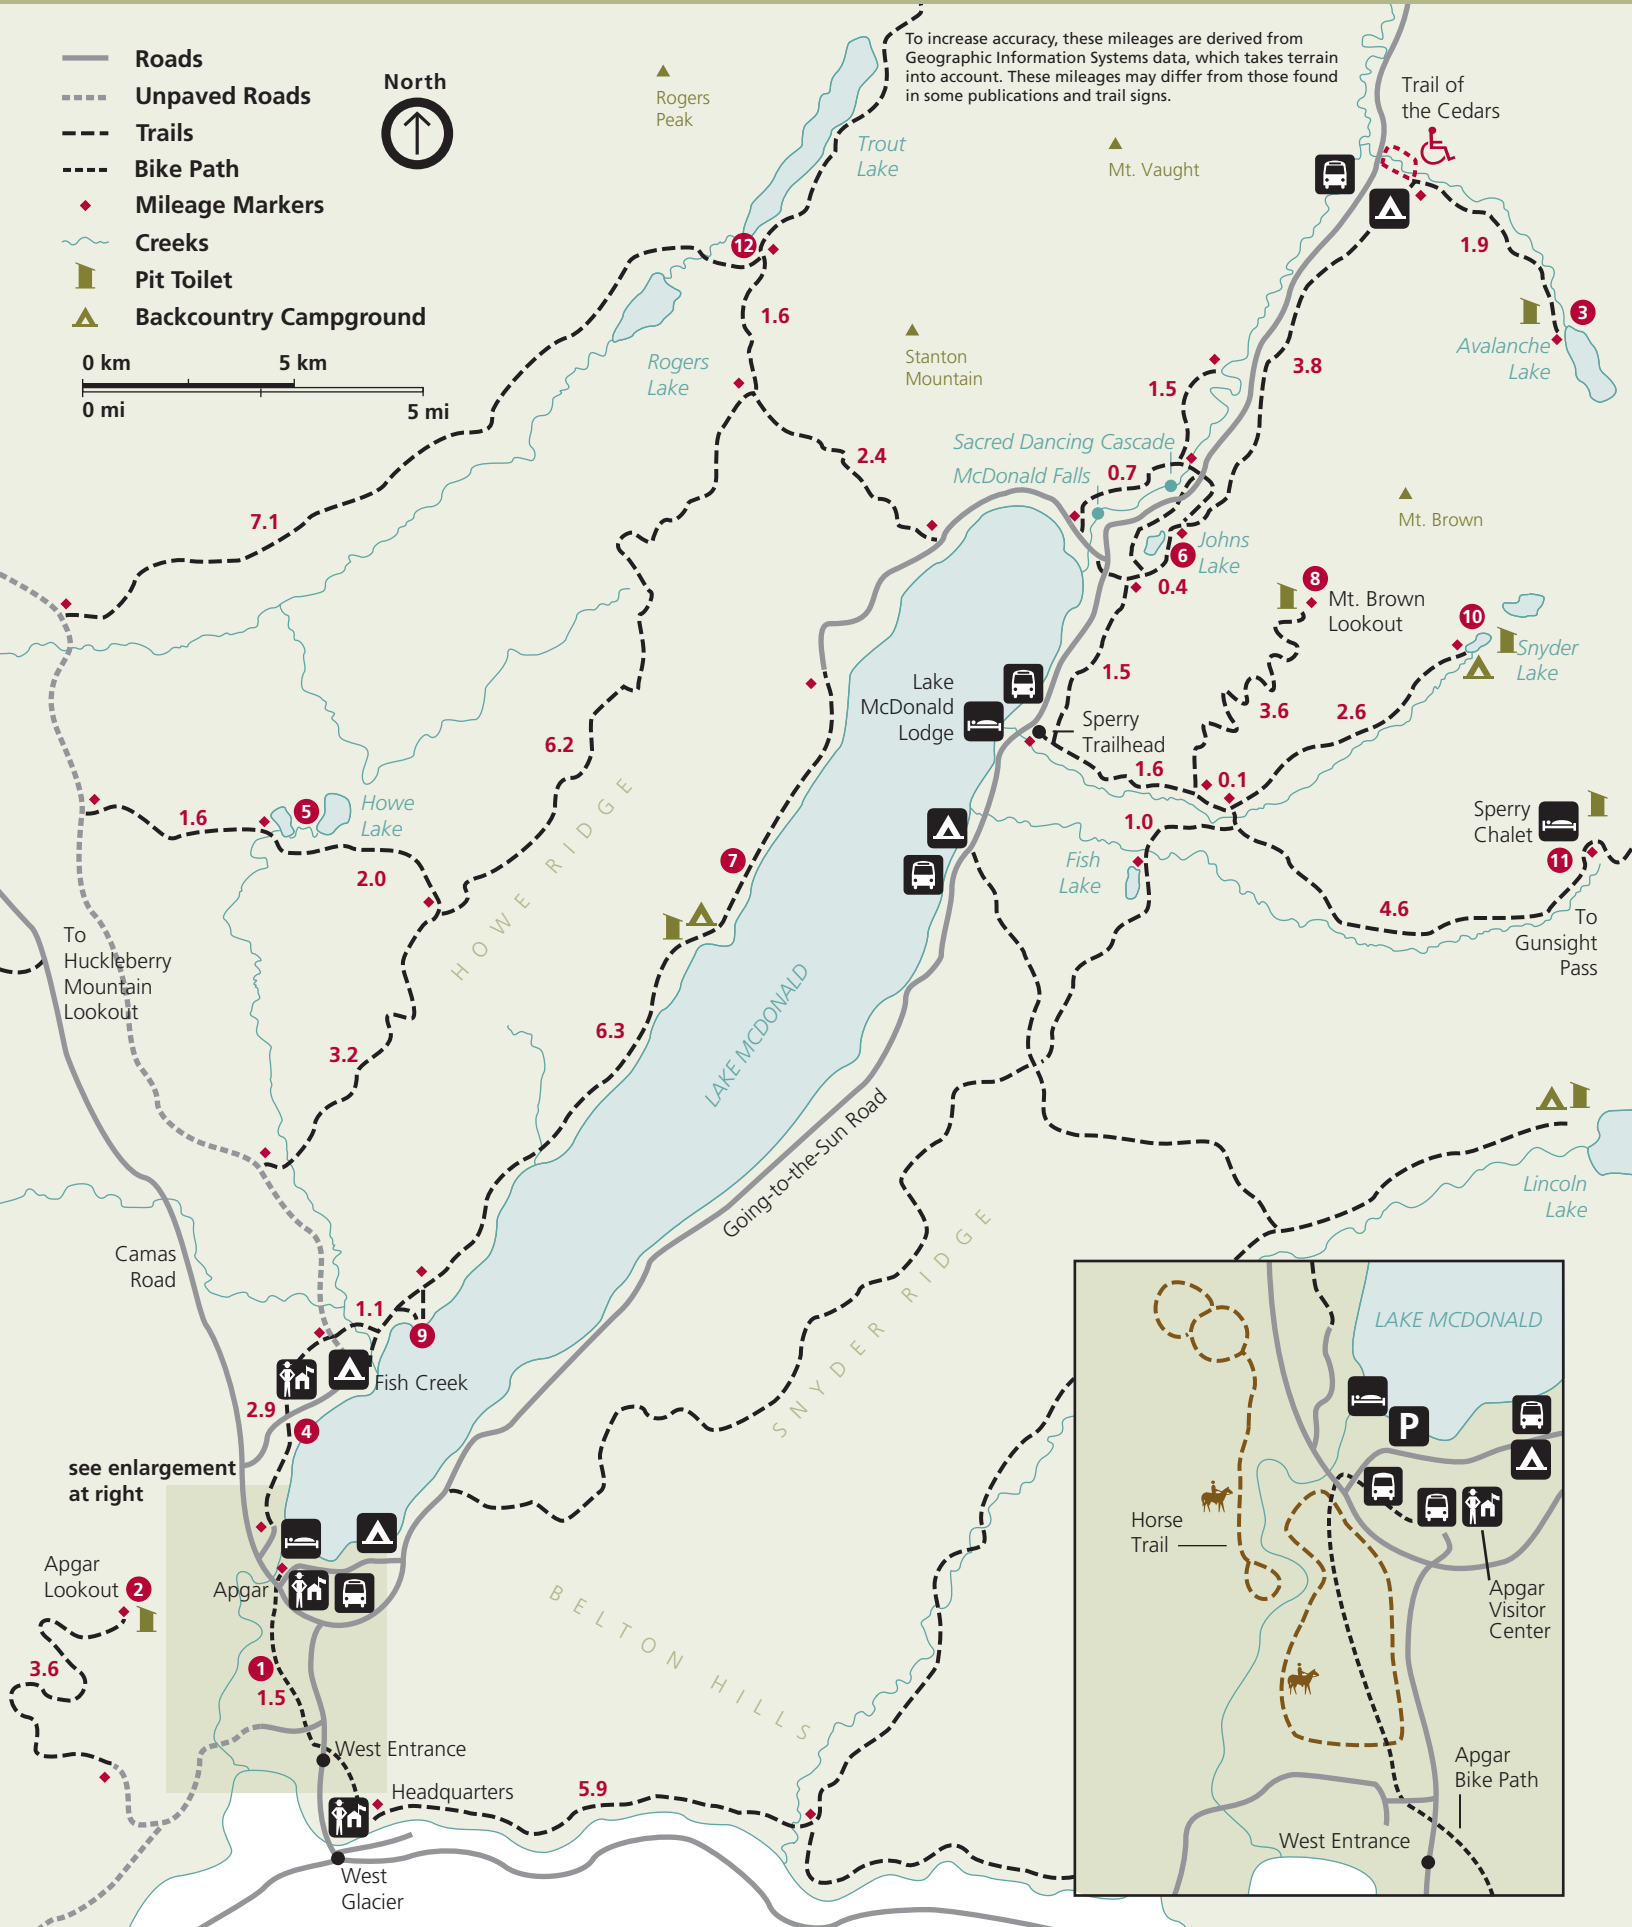 Roads
Unpaved Roads
Trails
Bike Path
Mileage Markers
Creeks
Pit Toilet
Backcountry Campground
0 km 5 km
0 mi 5 mi
North
To increase accuracy, these mileages are derived from
Geographic Information Systems data, which takes terrain
into account. These mileages may differ from those found
in some publications and trail signs.
Rogers
Peak
Trout
Lake
Mt. Vaught
Trail of
the Cedars
1.9
3
Avalanche
Lake
12
1.6
Rogers
Lake
Stanton
Mountain
3.8
1.5
2.4
Sacred Dancing Cascade
McDonald Falls
0.7
Mt. Brown
7.1
Johns
Lake
6
0.4
8
Mt. Brown
Lookout
10
Snyder
Lake
1.5
Lake
McDonald
Lodge
Sperry
Trailhead
3.6
2.6
6.2
1.6
0.1
1.0
Sperry
Chalet
11
Howe
Lake
5
1.6
2.0
HOWE RIDGE
7
Fish
Lake
4.6
To
Gunsight
Pass
To
Huckleberry
Mountain
Lookout
3.2
6.3
LAKE MCDONALD
Going-to-the-Sun Road
Lincoln
Lake
Camas
Road
SNYDER RIDGE
1.1
9
Fish Creek
2.9
4
see enlargement
at right
Apgar
Lookout
2
Apgar
3.6
1
1.5
BELTON HILLS
West Entrance
Headquarters
5.9
West
Glacier
LAKE MCDONALD
P
Horse
Trail
Apgar
Visitor
Center
Apgar
Bike Path
West Entrance